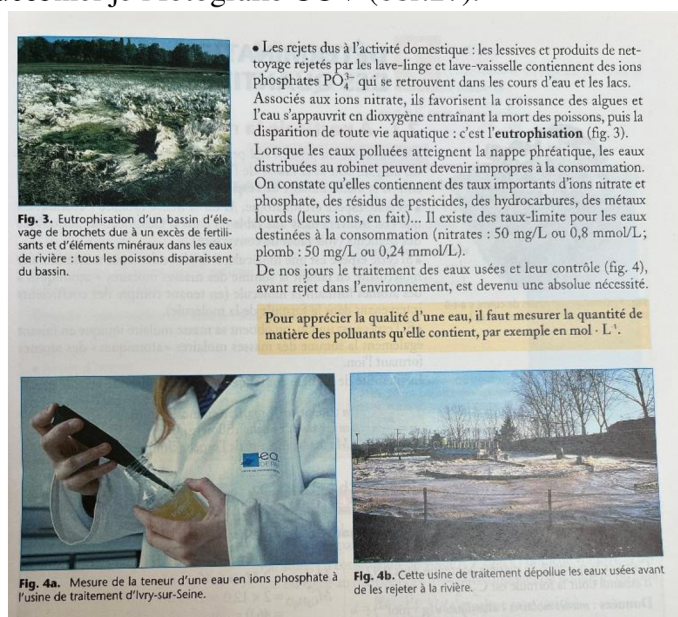 • Les rejets dus à l'activité domestique : les lessives et produits de net-
toyage rejetés par les lave-linge et lave-vaisselle contiennent des ions
phosphates PO₄³⁻ qui se retrouvent dans les cours d'eau et les lacs.
Associés aux ions nitrate, ils favorisent la croissance des algues et
l'eau s'appauvrit en dioxygène entraînant la mort des poissons, puis la
disparition de toute vie aquatique : c'est l'eutrophisation (fig. 3).
Lorsque les eaux polluées atteignent la nappe phréatique, les eaux
distribuées au robinet peuvent devenir impropres à la consommation.
On constate qu'elles contiennent des taux importants d'ions nitrate et
phosphate, des résidus de pesticides, des hydrocarbures, des métaux
lourds (leurs ions, en fait)... Il existe des taux-limite pour les eaux
destinées à la consommation (nitrates : 50 mg/L ou 0,8 mmol/L;
plomb : 50 mg/L ou 0,24 mmol/L).
De nos jours le traitement des eaux usées et leur contrôle (fig. 4),
avant rejet dans l'environnement, est devenu une absolue nécessité.
Fig. 3. Eutrophisation d'un bassin d'éle-
vage de brochets due à un excès de fertili-
sants et d'éléments minéraux dans les eaux
de rivière : tous les poissons disparaissent
du bassin.
Pour apprécier la qualité d'une eau, il faut mesurer la quantité de
matière des polluants qu'elle contient, par exemple en mol · L⁻¹.
Fig. 4a. Mesure de la teneur d'une eau en ions phosphate à
l'usine de traitement d'Ivry-sur-Seine.
Fig. 4b. Cette usine de traitement dépollue les eaux usées avant
de les rejeter à la rivière.